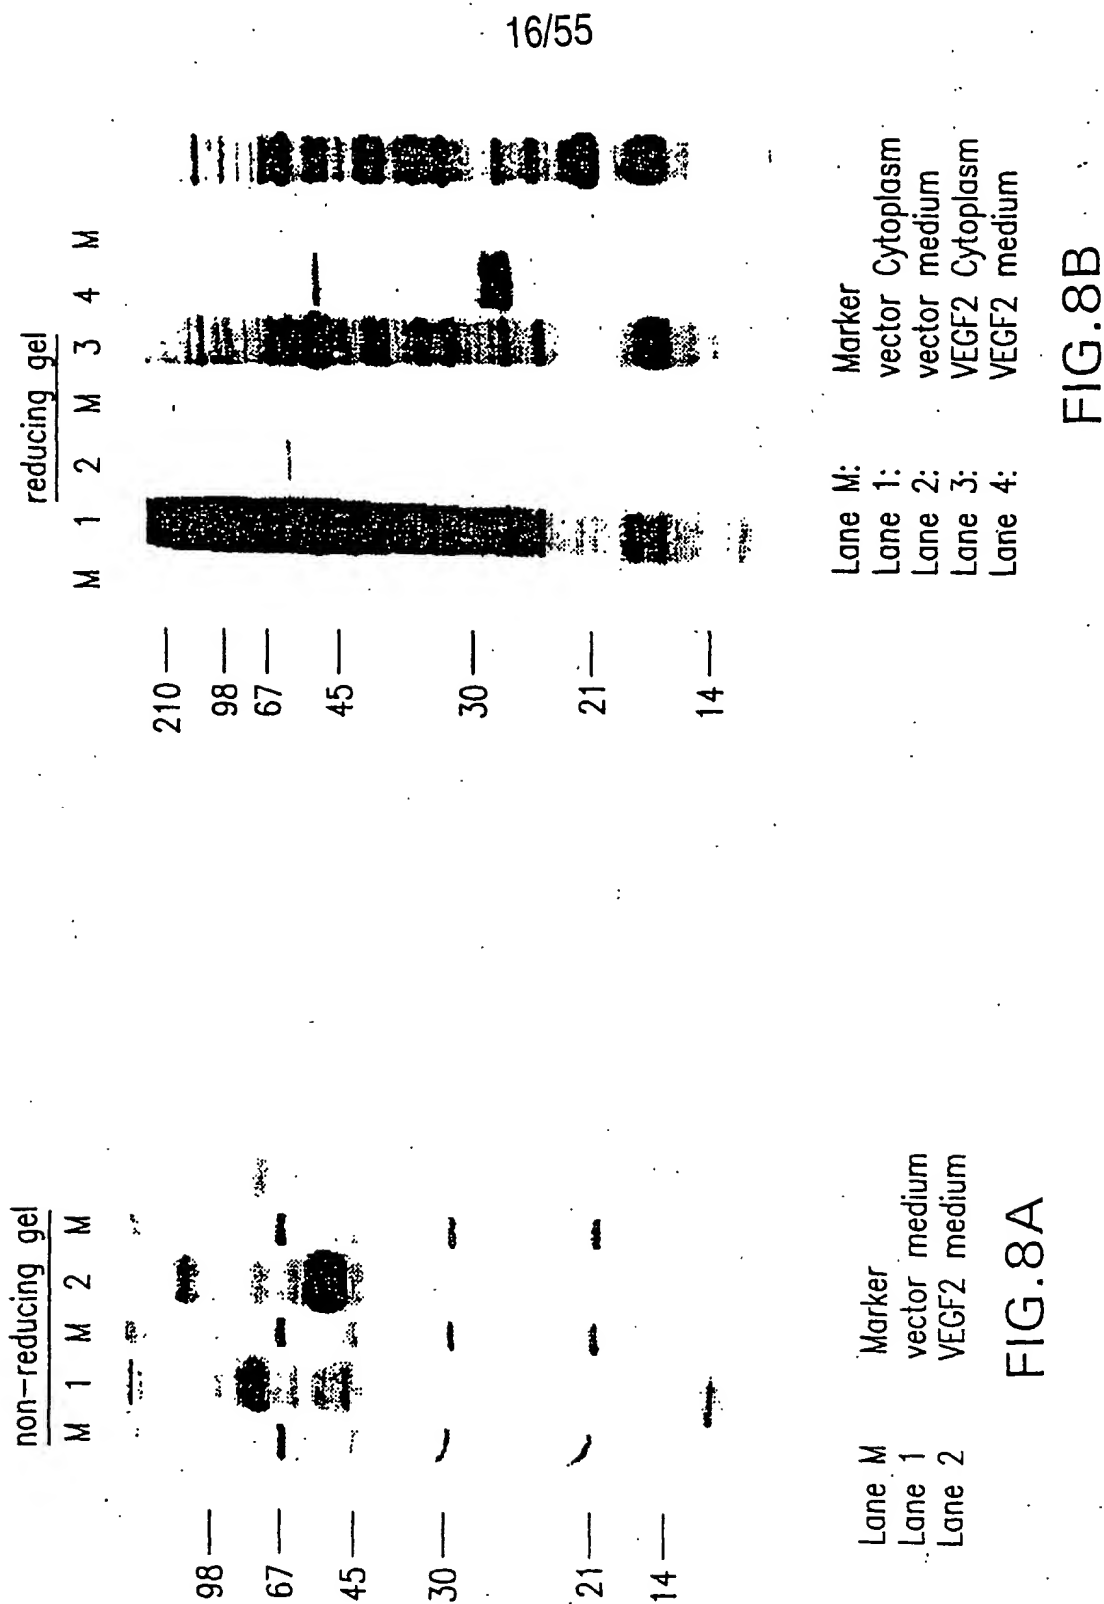 16/55
non-reducing gel
M 1 M 2 M
98
67
45
30
21
14
Lane M Marker
Lane 1 vector medium
Lane 2 VEGF2 medium
FIG.8A
reducing gel
M 1 2 M 3 4 M
210
98
67
45
30
21
14
Lane M: Marker
Lane 1: vector Cytoplasm
Lane 2: vector medium
Lane 3: VEGF2 Cytoplasm
Lane 4: VEGF2 medium
FIG.8B